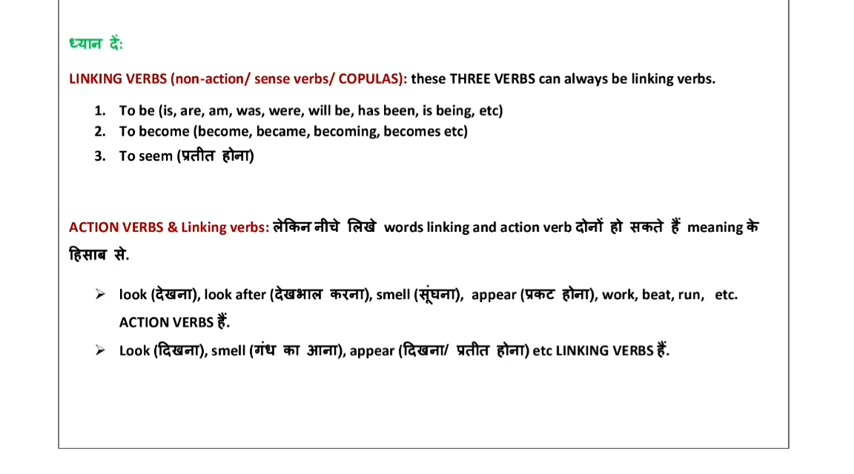 ध्यान दें:
LINKING VERBS (non-action/ sense verbs/ COPULAS): these THREE VERBS can always be linking verbs.
1. To be (is, are, am, was, were, will be, has been, is being, etc)
2. To become (become, became, becoming, becomes etc)
3. To seem (प्रतीत होना)
ACTION VERBS & Linking verbs: लेकिन नीचे लिखे words linking and action verb दोनों हो सकते हैं meaning के
हिसाब से.
➢ look (देखना), look after (देखभाल करना), smell (सूंघना), appear (प्रकट होना), work, beat, run, etc.
ACTION VERBS हैं.
➢ Look (दिखना), smell (गंध का आना), appear (दिखना/ प्रतीत होना) etc LINKING VERBS हैं.